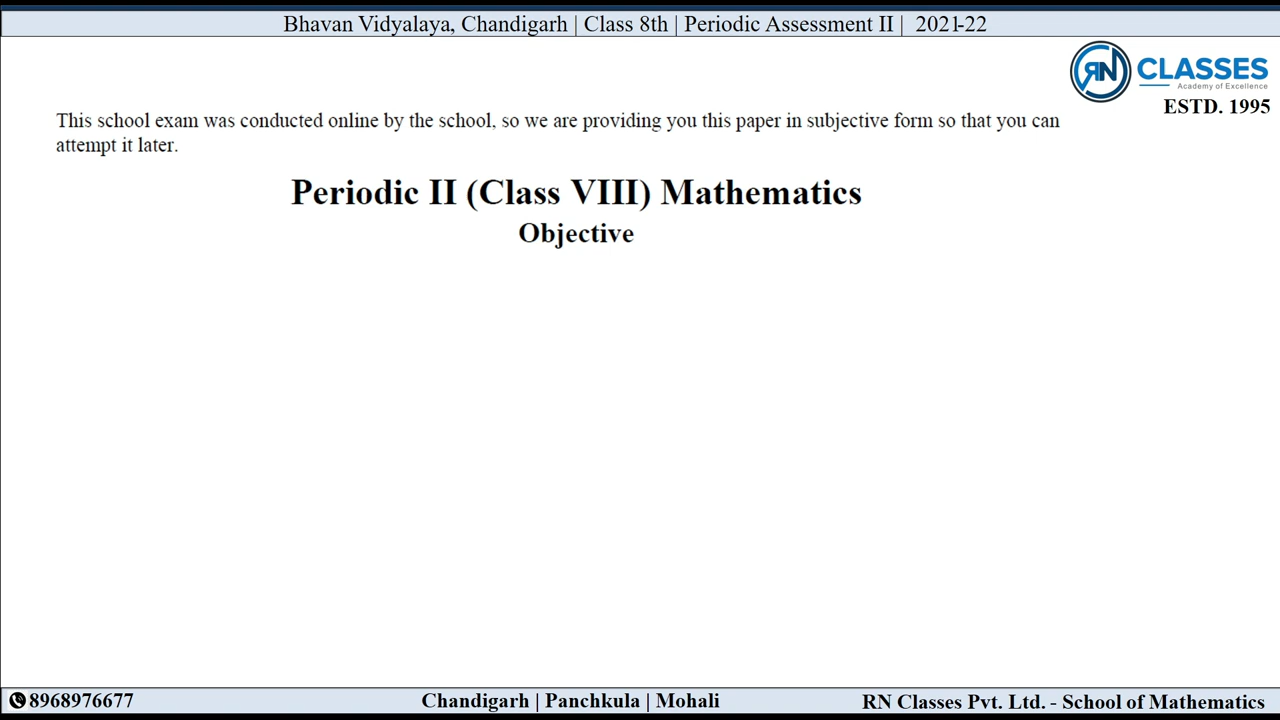 Bhavan Vidyalaya, Chandigarh | Class 8th | Periodic Assessment II | 2021-22
RN CLASSES
Academy of Excellence
ESTD. 1995
This school exam was conducted online by the school, so we are providing you this paper in subjective form so that you can
attempt it later.
Periodic II (Class VIII) Mathematics
Objective
8968976677
Chandigarh | Panchkula | Mohali
RN Classes Pvt. Ltd. - School of Mathematics